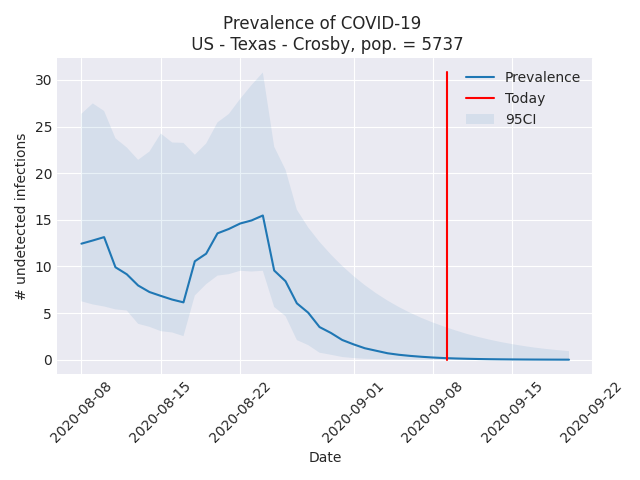 Prevalence of COVID-19
US - Texas - Crosby, pop. = 5737
Prevalence
Today
95CI
# undetected infections
30
25
20
15
10
5
0
2020-08-08
2020-08-15
2020-08-22
2020-09-01
2020-09-08
2020-09-15
2020-09-22
Date